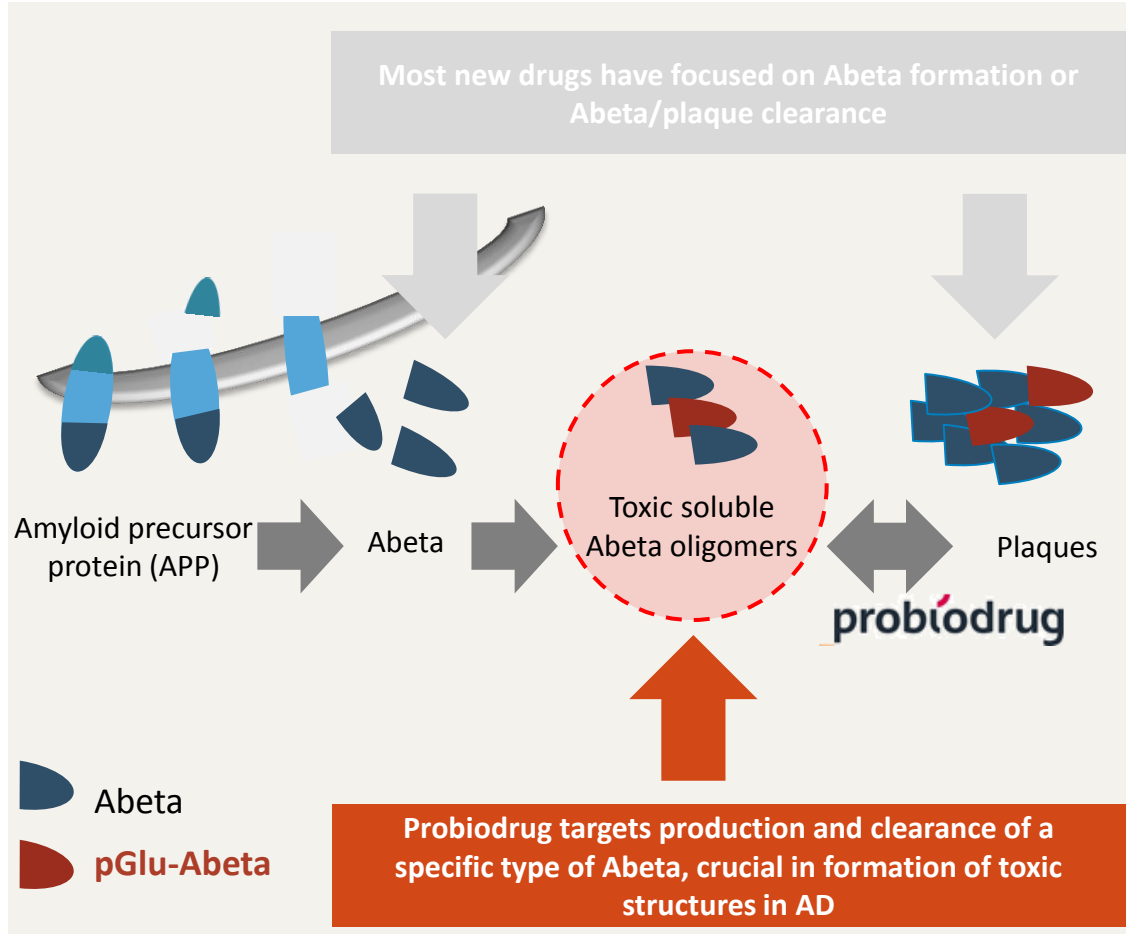 Most new drugs have focused on Abeta formation or
Abeta/plaque clearance
Amyloid precursor
protein (APP)
Abeta
Toxic soluble
Abeta oligomers
Plaques
probiodrug
Abeta
pGlu-Abeta
Probiodrug targets production and clearance of a
specific type of Abeta, crucial in formation of toxic
structures in AD